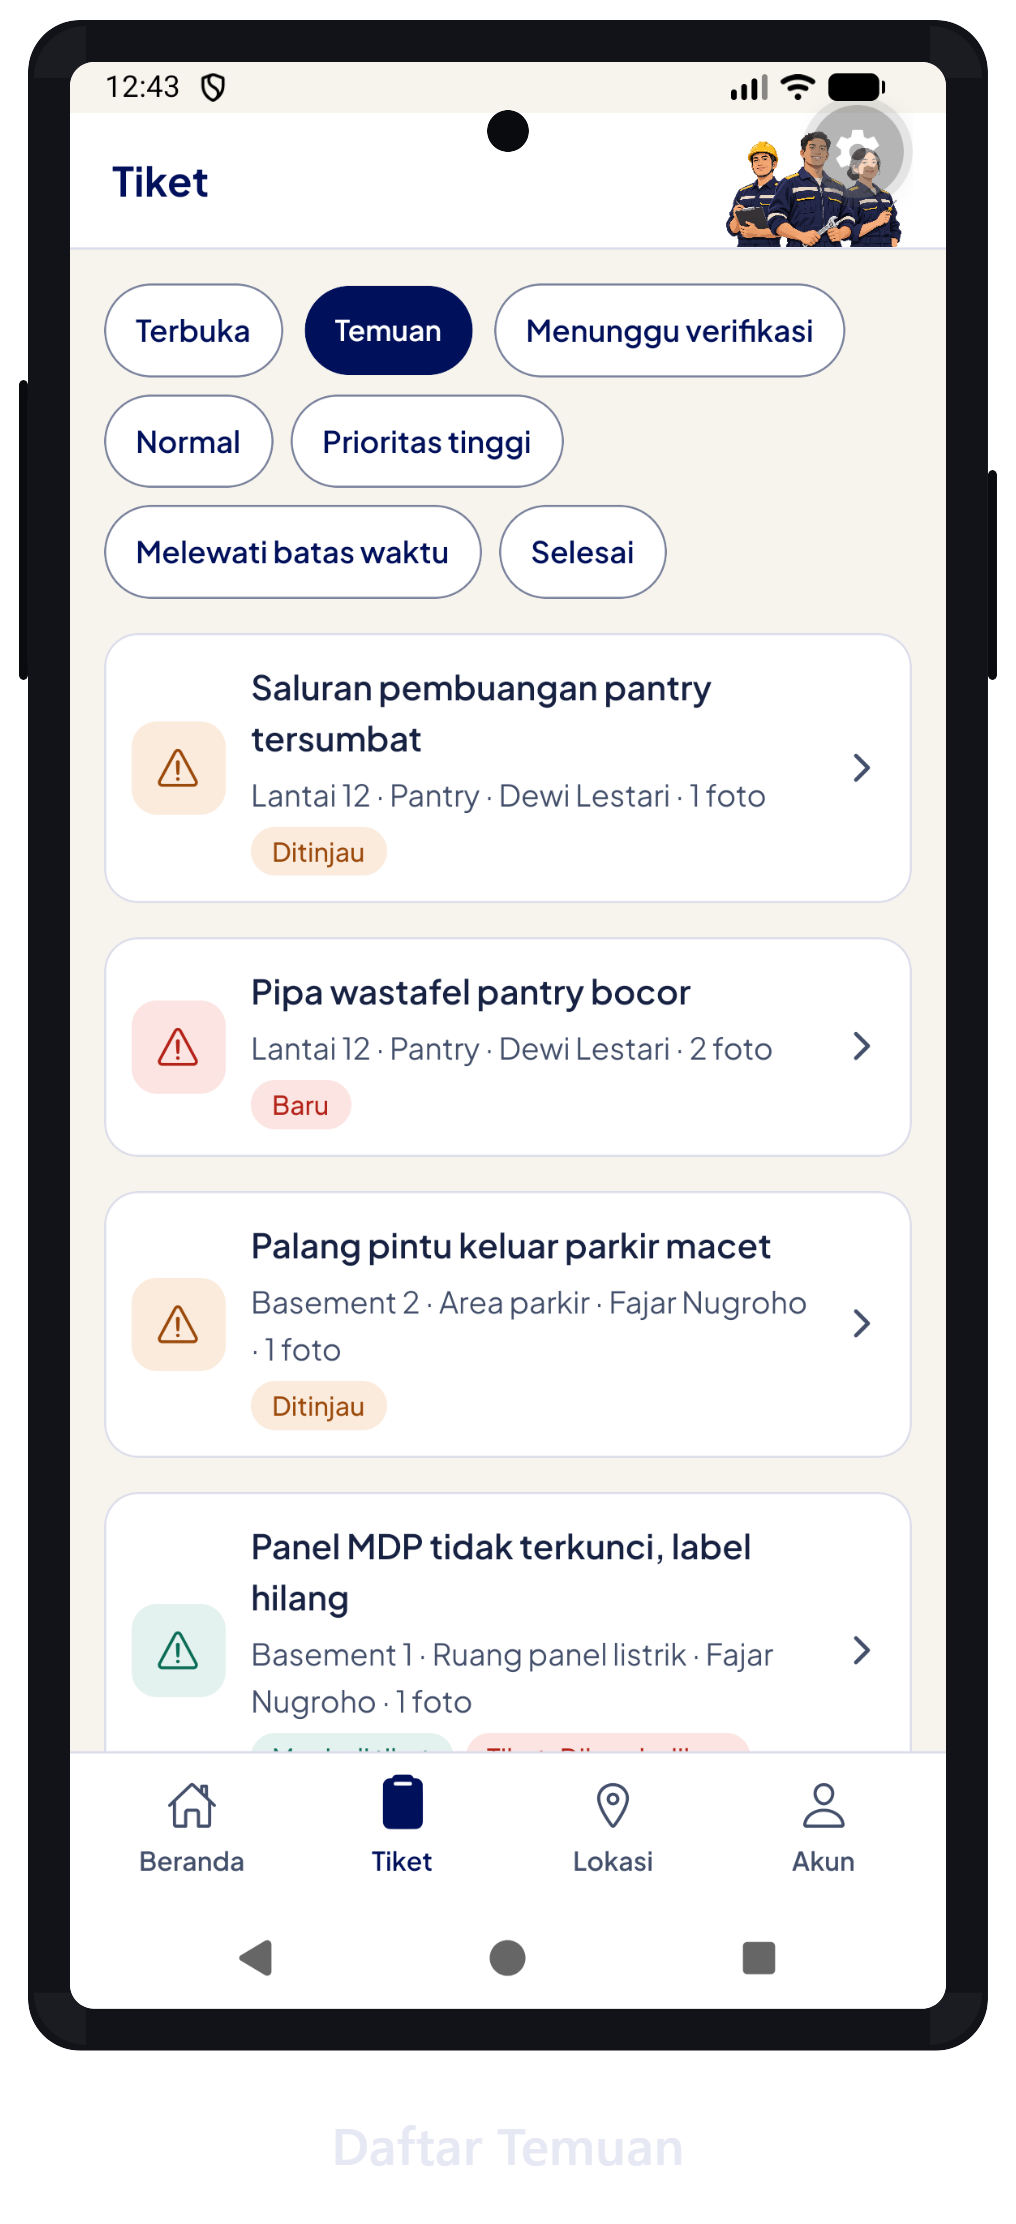 12:43
Tiket
Terbuka
Temuan
Menunggu verifikasi
Normal
Prioritas tinggi
Melewati batas waktu
Selesai
Saluran pembuangan pantry
tersumbat
Lantai 12 · Pantry · Dewi Lestari · 1 foto
Ditinjau
Pipa wastafel pantry bocor
Lantai 12 · Pantry · Dewi Lestari · 2 foto
Baru
Palang pintu keluar parkir macet
Basement 2 · Area parkir · Fajar Nugroho
· 1 foto
Ditinjau
Panel MDP tidak terkunci, label
hilang
Basement 1 · Ruang panel listrik · Fajar
Nugroho · 1 foto
Beranda
Tiket
Lokasi
Akun
Daftar Temuan